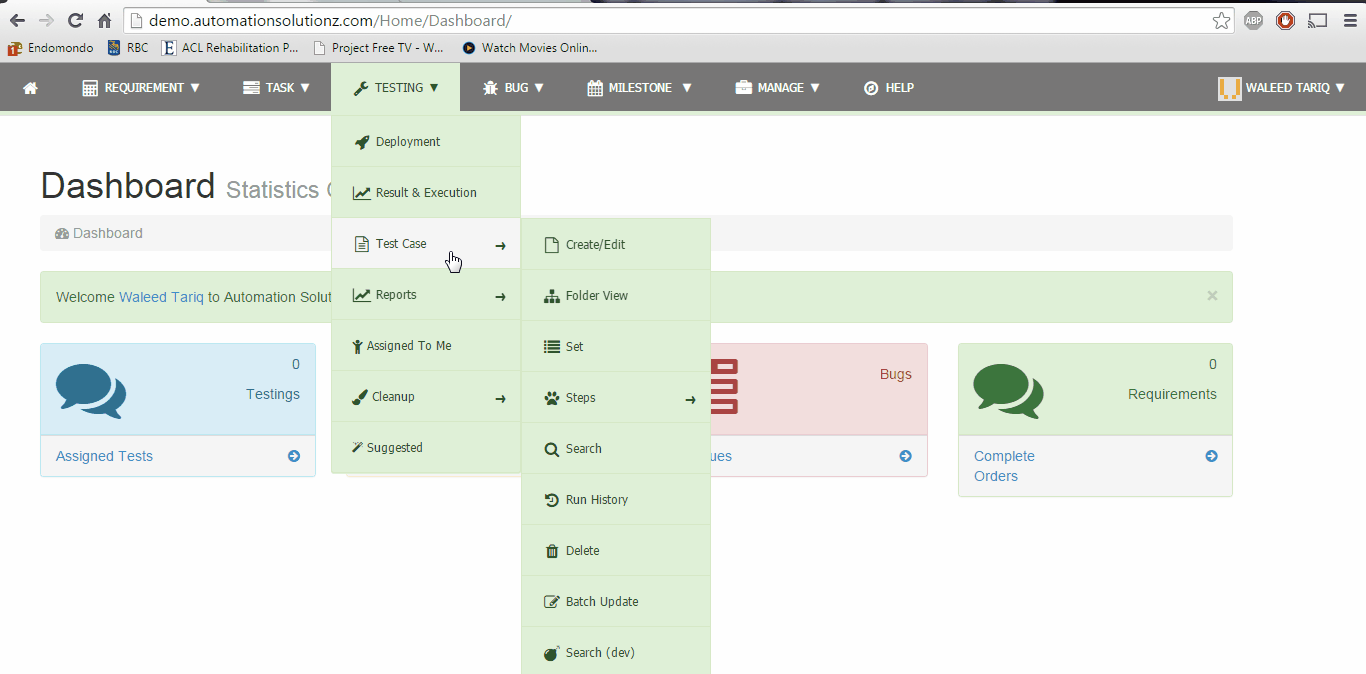 demo.automationsolutionz.com/Home/Dashboard/
ABP
Endomondo RBC ACL Rehabilitation P... Project Free TV - W... Watch Movies Onlin...
REQUIREMENT ▼ TASK ▼ TESTING ▼ BUG ▼ MILESTONE ▼ MANAGE ▼ HELP WALEED TARIQ ▼
Deployment
Result & Execution
Test Case →
Reports →
Assigned To Me
Cleanup →
Suggested
Create/Edit
Folder View
Set
Steps →
Search
Run History
Delete
Batch Update
Search (dev)
Dashboard Statistics
Dashboard
Welcome Waleed Tariq to Automation Solut
×
0
Testings
Assigned Tests
Bugs
ues
0
Requirements
Complete
Orders